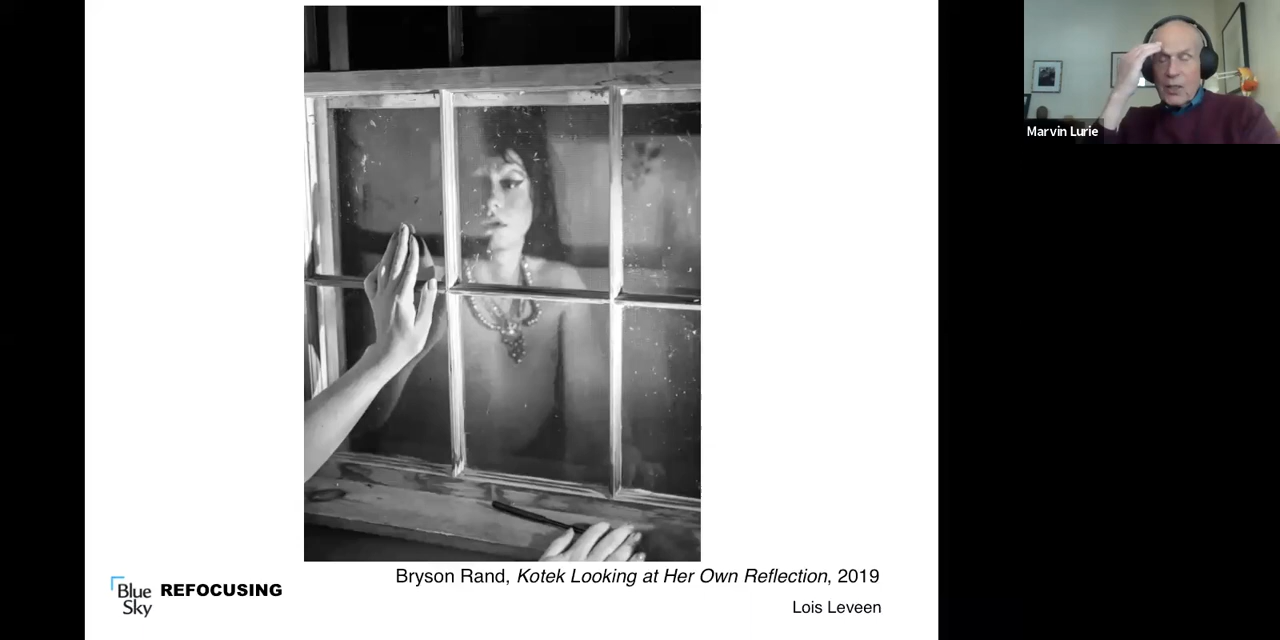 Marvin Lurie
Bryson Rand, Kotek Looking at Her Own Reflection, 2019
Blue Sky
REFOCUSING
Lois Leveen